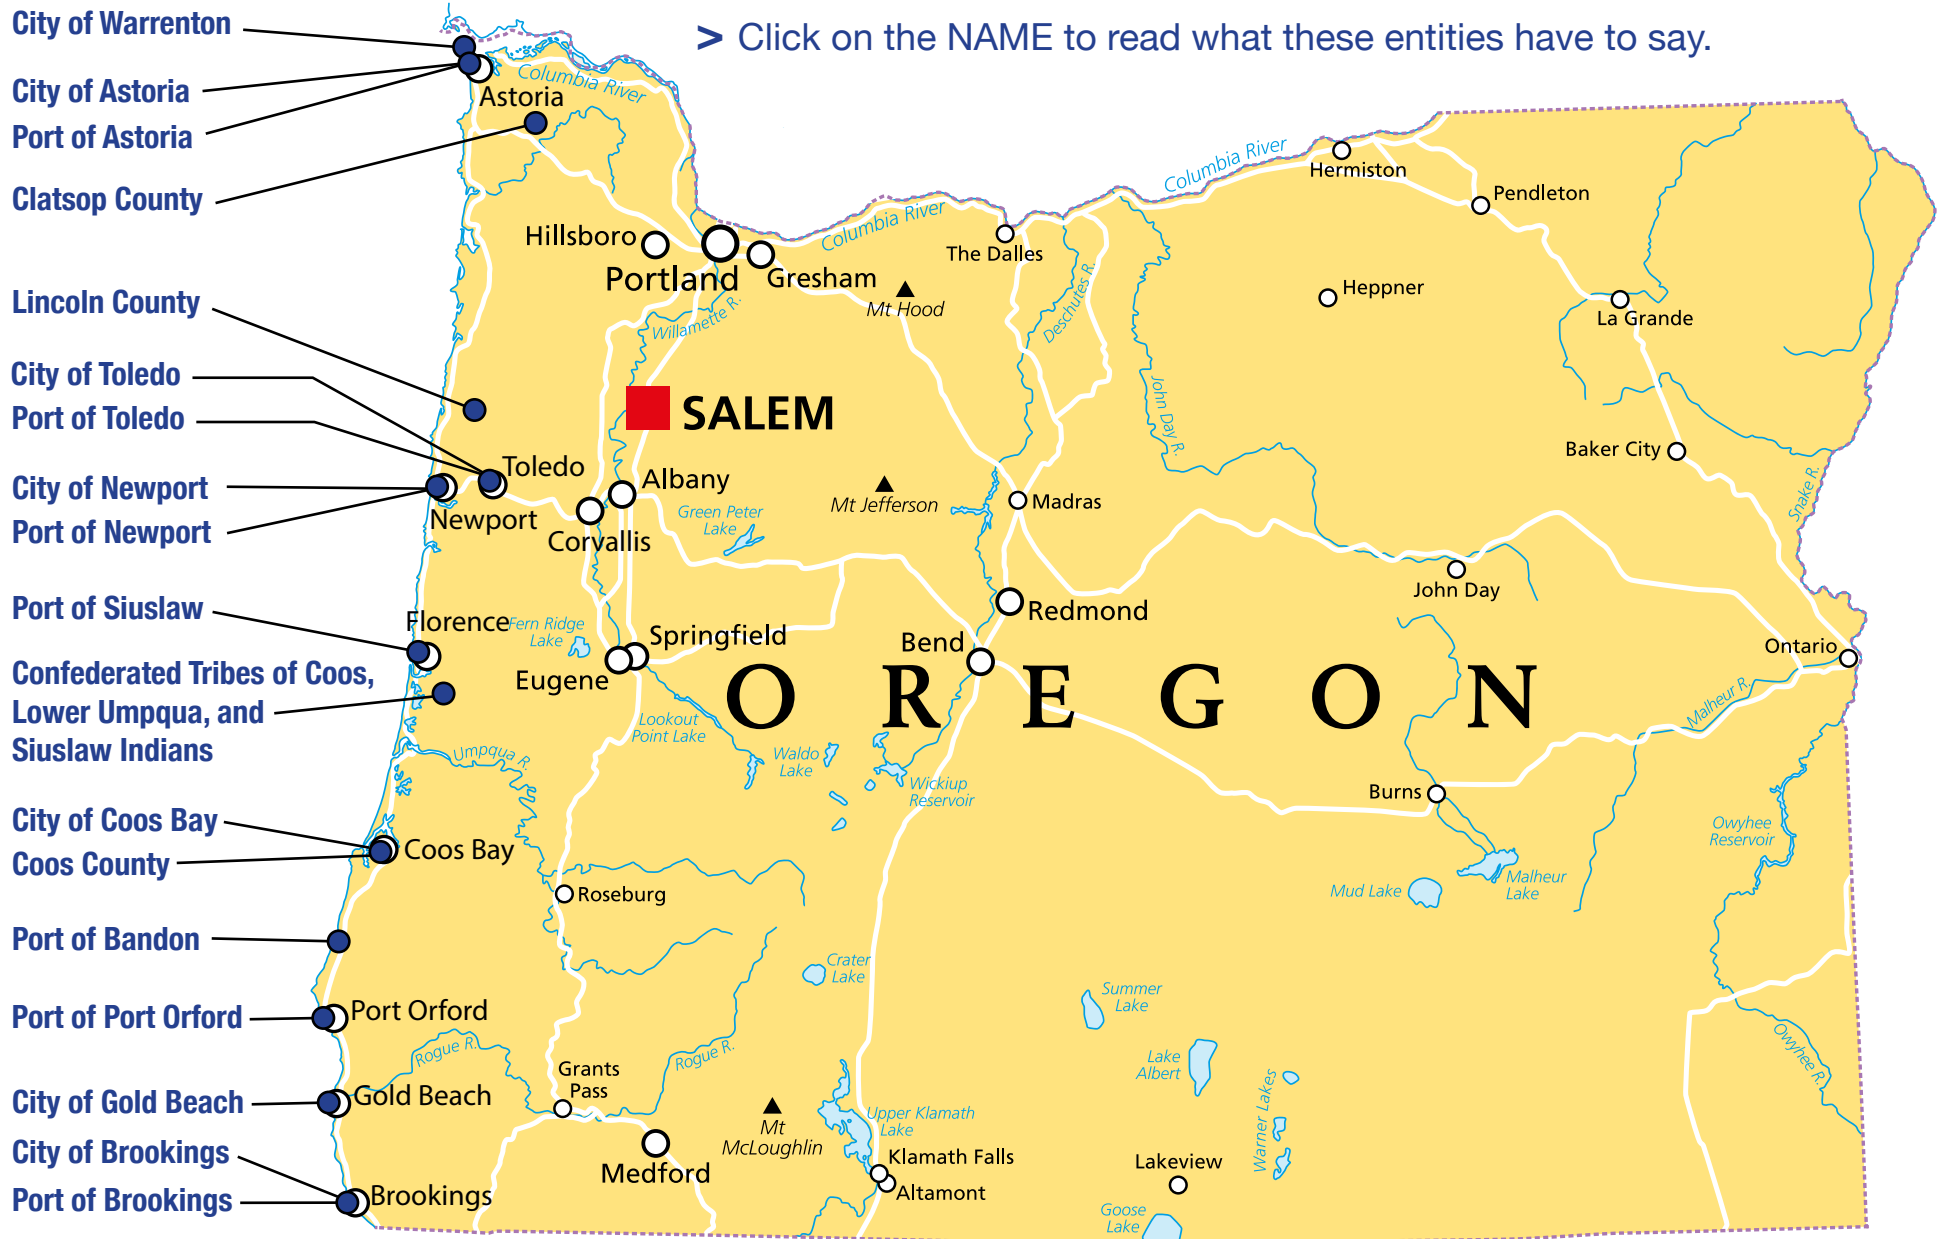 > Click on the NAME to read what these entities have to say.
City of Warrenton
City of Astoria
Port of Astoria
Clatsop County
Lincoln County
City of Toledo
Port of Toledo
City of Newport
Port of Newport
Port of Siuslaw
Confederated Tribes of Coos,
Lower Umpqua, and
Siuslaw Indians
City of Coos Bay
Coos County
Port of Bandon
Port of Port Orford
City of Gold Beach
City of Brookings
Port of Brookings
Columbia River
Astoria
Columbia River
Hermiston
Pendleton
Hillsboro
Portland
Gresham
Columbia River
The Dalles
Mt Hood
Willamette R.
Deschutes R.
Heppner
La Grande
John Day R.
SALEM
Baker City
Snake R.
Toledo
Albany
Newport
Corvallis
Green Peter
Lake
Mt Jefferson
Madras
John Day
Redmond
Florence
Fern Ridge
Lake
Springfield
Eugene
Bend
Ontario
OREGON
Malheur R.
Lookout
Point Lake
Umpqua R.
Waldo
Lake
Wickiup
Reservoir
Burns
Owyhee
Reservoir
Coos Bay
Roseburg
Mud Lake
Malheur
Lake
Crater
Lake
Summer
Lake
Port Orford
Rogue R.
Rogue R.
Lake
Albert
Owyhee R.
Grants
Pass
Gold Beach
Warner Lakes
Mt
McLoughlin
Upper Klamath
Lake
Medford
Klamath Falls
Altamont
Lakeview
Brookings
Goose
Lake